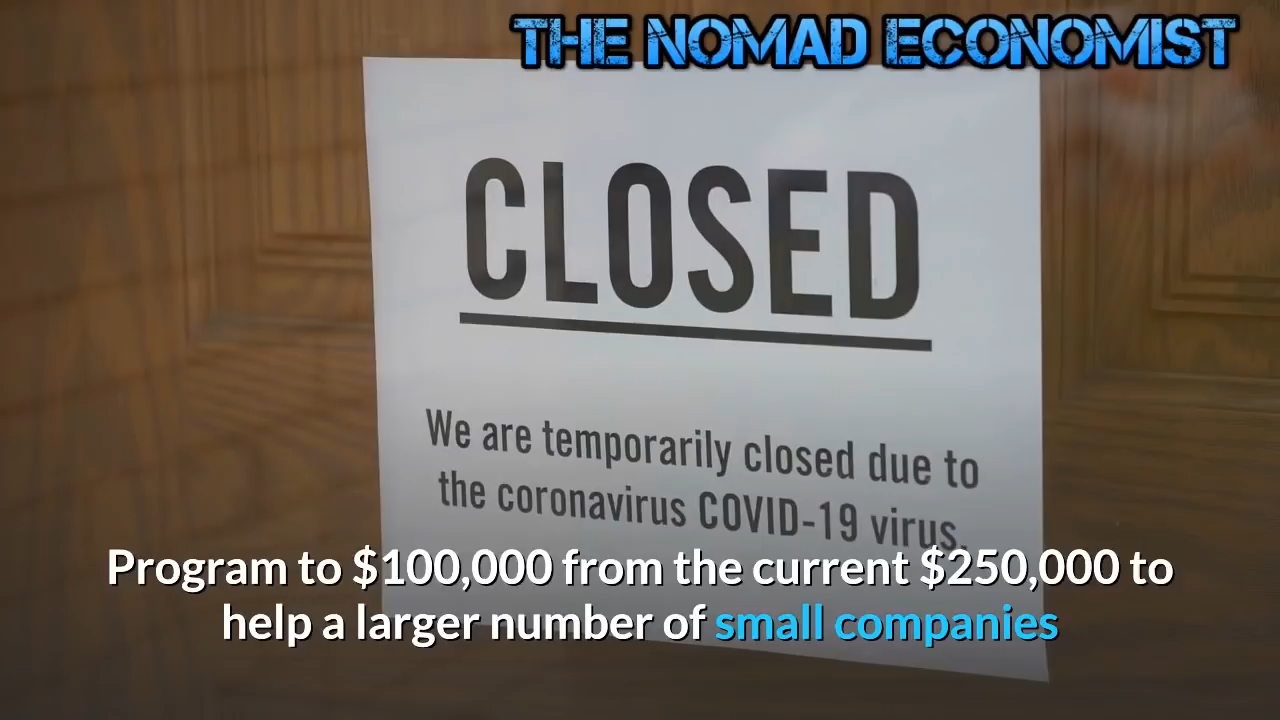 THE NOMAD ECONOMIST
CLOSED
We are temporarily closed due to
the coronavirus COVID-19 virus.
Program to $100,000 from the current $250,000 to
help a larger number of small companies